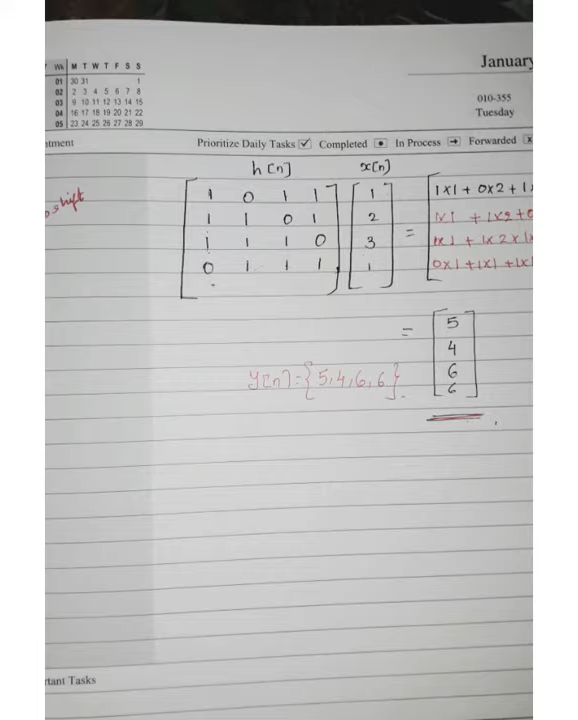 January
Wk M T W T F S S
01 30 31 1
02 2 3 4 5 6 7 8
03 9 10 11 12 13 14 15
04 16 17 18 19 20 21 22
05 23 24 25 26 27 28 29
010-355
Tuesday
ntment Prioritize Daily Tasks Completed In Process Forwarded
h[n] x[n]
shift
1 0 1 1 1 1x1 + 0x2 + 1x
1 1 0 1 2 1x1 + 1x2 + 0
1 1 1 0 3 = 1x1 + 1x2 x 1x
0 1 1 1 1 0x1 + 1x1 + 1x1
= 5
4
6
6
y[n] = {5, 4, 6, 6}.
rtant Tasks